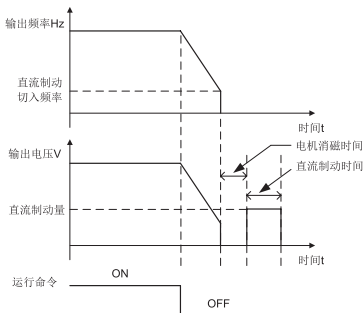 输出频率Hz
直流制动
切入频率
时间t
输出电压V
电机消磁时间
直流制动时间
直流制动量
时间t
运行命令
ON
OFF